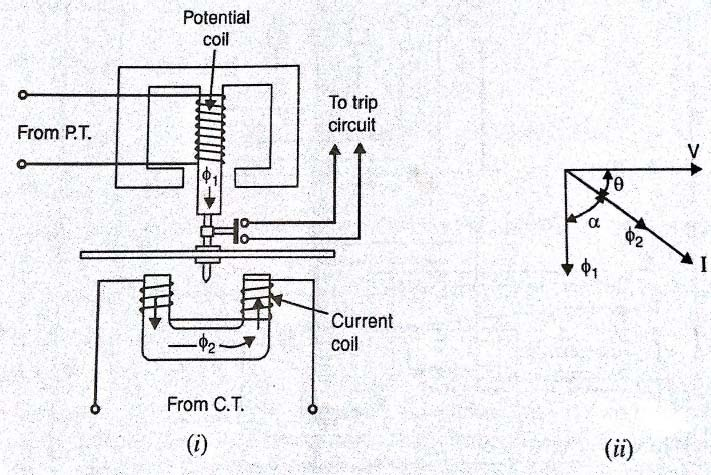 Potential
coil
From P.T.
To trip
circuit
ϕ1
V
θ
α
ϕ2
I
ϕ1
ϕ2
Current
coil
From C.T.
(i)
(ii)